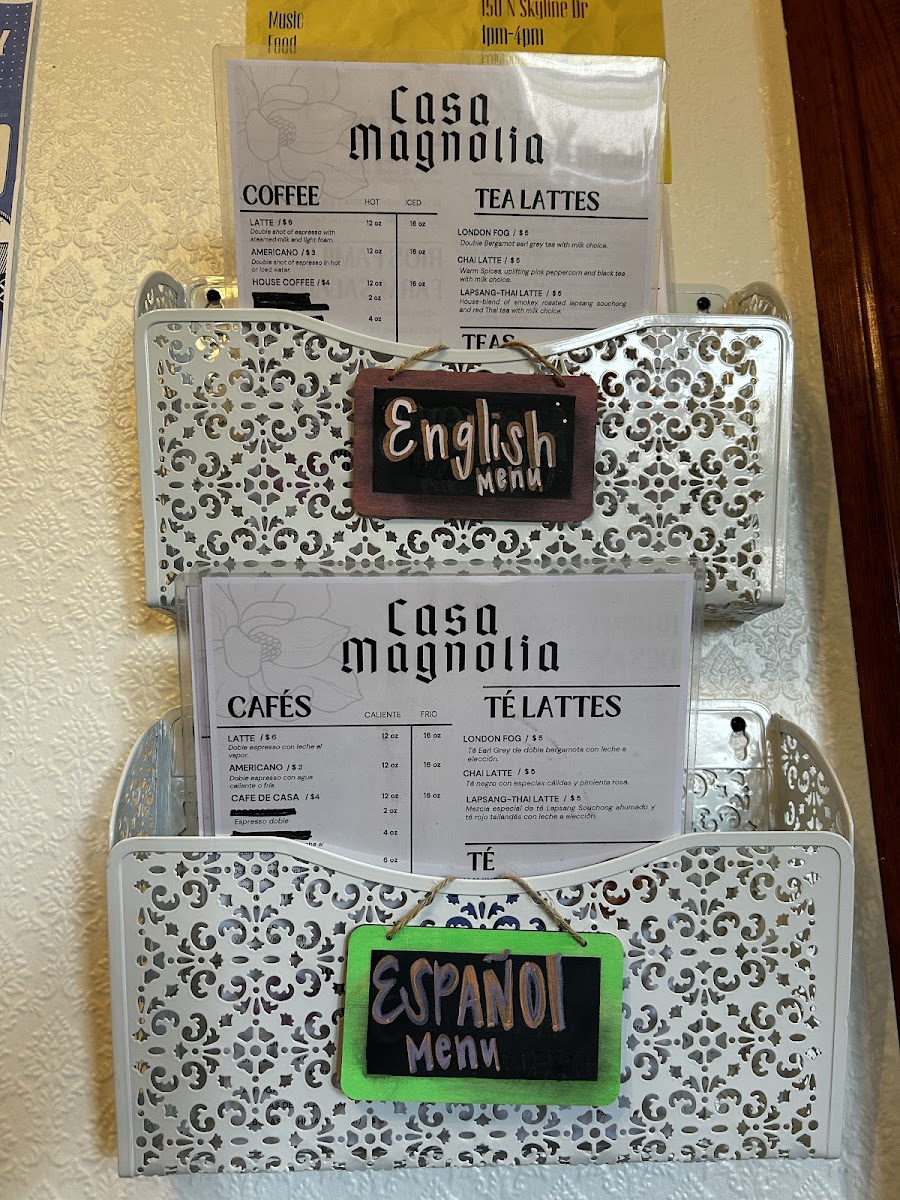 Music
Food
150 N Skyline Dr
1pm-4pm
Casa
Magnolia
COFFEE
HOT
ICED
LATTE / $ 6
12 oz
16 oz
Double shot of espresso with
steamed milk and light foam.
AMERICANO / $ 3
12 oz
16 oz
Double shot of espresso in hot
or iced water.
HOUSE COFFEE / $4
12 oz
16 oz
2 oz
4 oz
TEA LATTES
LONDON FOG / $ 5
Double Bergamot earl grey tea with milk choice.
CHAI LATTE / $ 5
Warm Spices, uplifting pink peppercorn and black tea
with milk choice.
LAPSANG-THAI LATTE / $ 5
House-blend of smokey roasted lapsang souchong
and red Thai tea with milk choice.
TEAS
English
Menu
Casa
Magnolia
CAFÉS
CALIENTE
FRIO
LATTE / $ 6
12 oz
16 oz
Doble espresso con leche al
vapor.
AMERICANO / $ 3
12 oz
16 oz
Doble espresso con agua
caliente o fría.
CAFE DE CASA / $4
12 oz
16 oz
2 oz
Espresso doble
4 oz
6 oz
TÉ LATTES
LONDON FOG / $ 5
Té Earl Grey de doble bergamota con leche a
elección.
CHAI LATTE / $ 5
Té negro con especias cálidas y pimienta rosa.
LAPSANG-THAI LATTE / $ 5
Mezcla especial de té Lapsang Souchong ahumado y
té rojo tailandés con leche a elección.
TÉ
ESPAÑOl
Menu